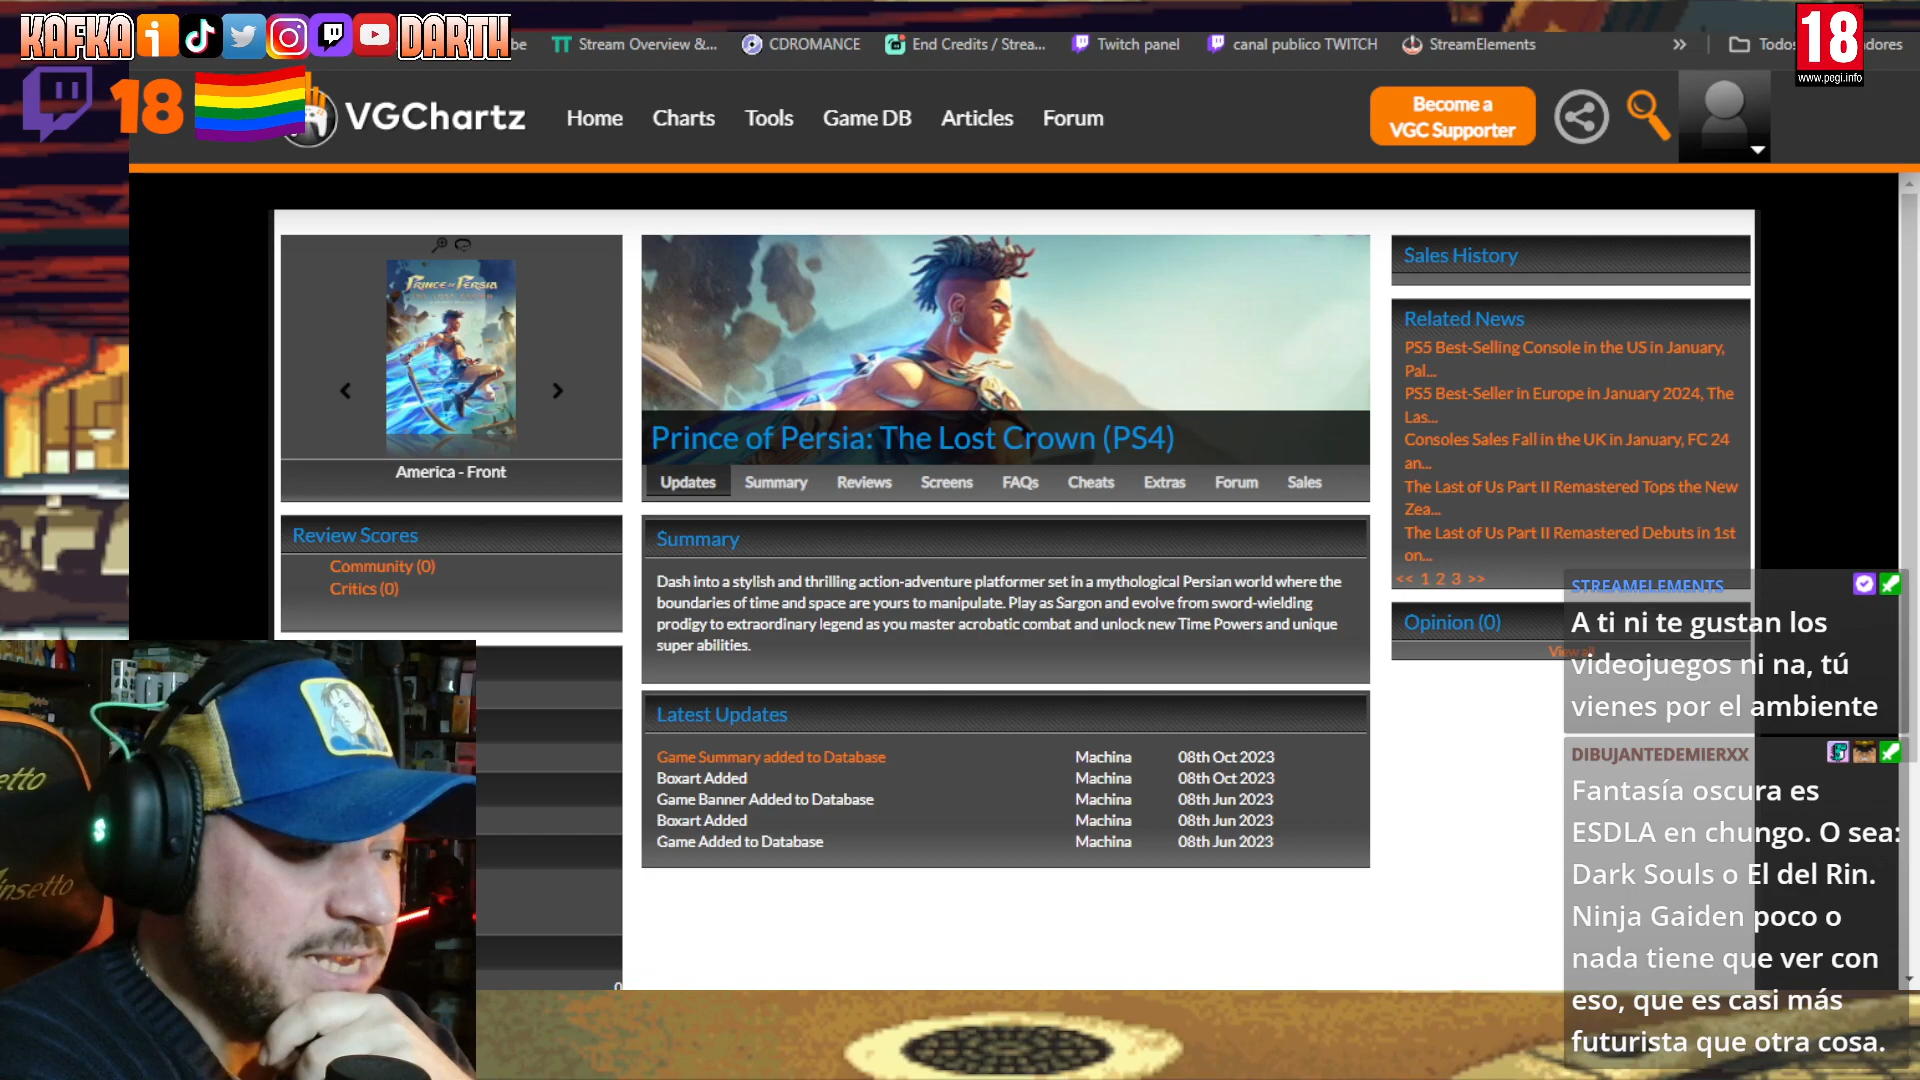 KAFKA
DARTH
be
Stream Overview &...
CDROMANCE
End Credits / Strea...
Twitch panel
canal publico TWITCH
StreamElements
»
Todo
adores
18
www.pegi.info
18
VGChartz
Home
Charts
Tools
Game DB
Articles
Forum
Become a
VGC Supporter
PRINCE OF PERSIA
America - Front
Review Scores
Community (0)
Critics (0)
Prince of Persia: The Lost Crown (PS4)
Updates
Summary
Reviews
Screens
FAQs
Cheats
Extras
Forum
Sales
Summary
Dash into a stylish and thrilling action-adventure platformer set in a mythological Persian world where the
boundaries of time and space are yours to manipulate. Play as Sargon and evolve from sword-wielding
prodigy to extraordinary legend as you master acrobatic combat and unlock new Time Powers and unique
super abilities.
Latest Updates
Game Summary added to Database Machina 08th Oct 2023
Boxart Added Machina 08th Oct 2023
Game Banner Added to Database Machina 08th Jun 2023
Boxart Added Machina 08th Jun 2023
Game Added to Database Machina 08th Jun 2023
Sales History
Related News
PS5 Best-Selling Console in the US in January,
Pal...
PS5 Best-Seller in Europe in January 2024, The
Las...
Consoles Sales Fall in the UK in January, FC 24
an...
The Last of Us Part II Remastered Tops the New
Zea...
The Last of Us Part II Remastered Debuts in 1st
on...
<< 1 2 3 >>
Opinion (0)
View all
STREAMELEMENTS
A ti ni te gustan los
videojuegos ni na, tú
vienes por el ambiente
DIBUJANTEDEMIERXX
Fantasía oscura es
ESDLA en chungo. O sea:
Dark Souls o El del Rin.
Ninja Gaiden poco o
nada tiene que ver con
eso, que es casi más
futurista que otra cosa.